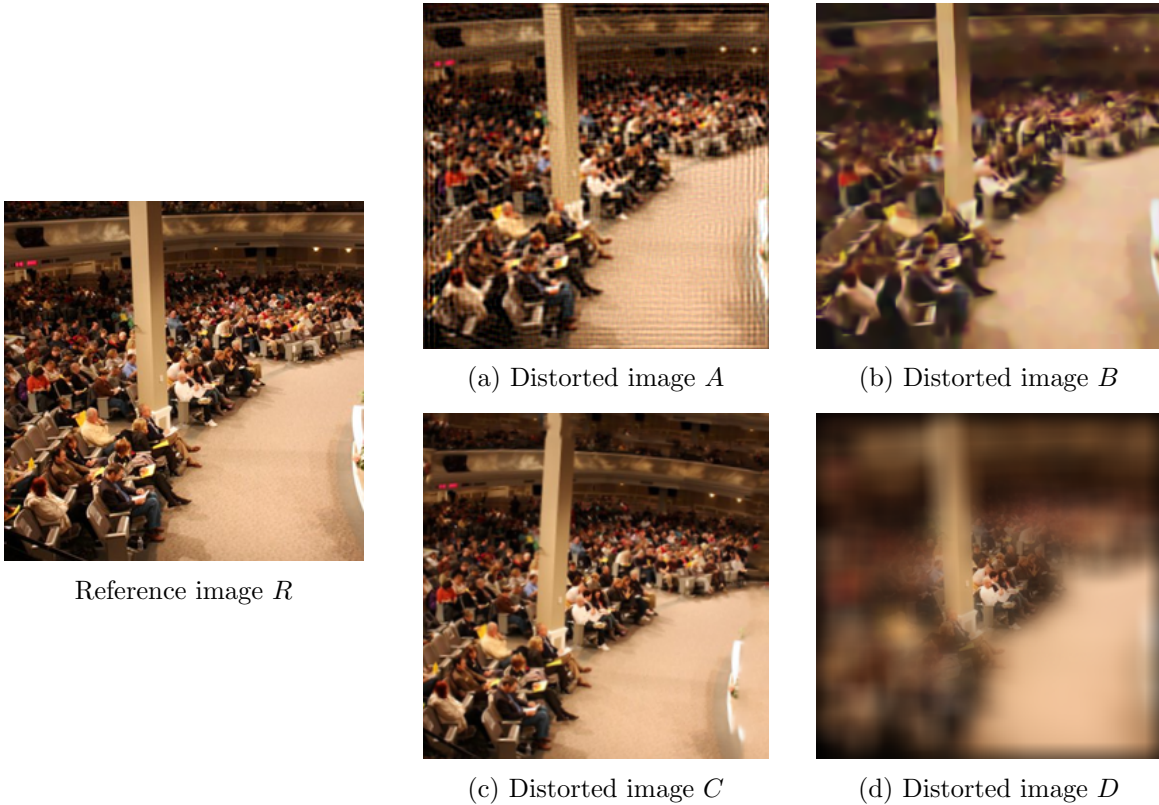 (a) Distorted image A
(b) Distorted image B
Reference image R
(c) Distorted image C
(d) Distorted image D